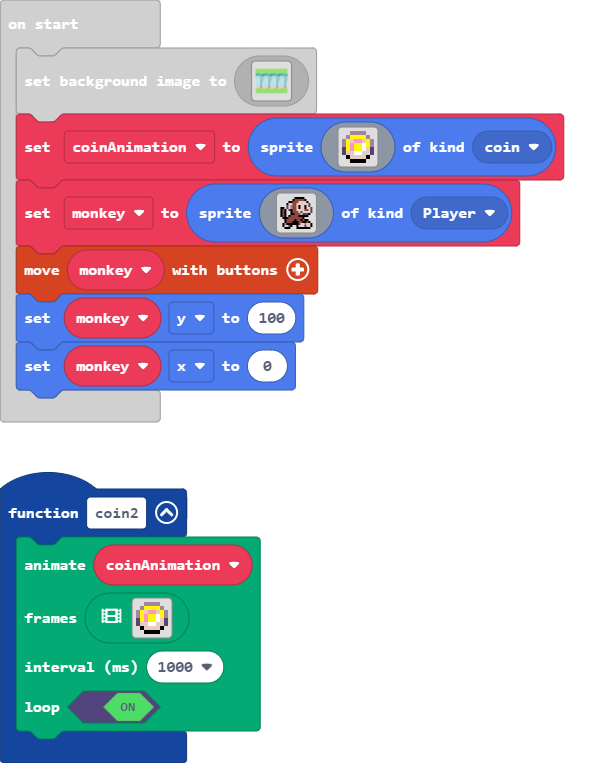 on start
set background image to
set coinAnimation to sprite of kind coin
set monkey to sprite of kind Player
move monkey with buttons
set monkey y to 100
set monkey x to 0
function coin2
animate coinAnimation
frames
interval (ms) 1000
loop ON